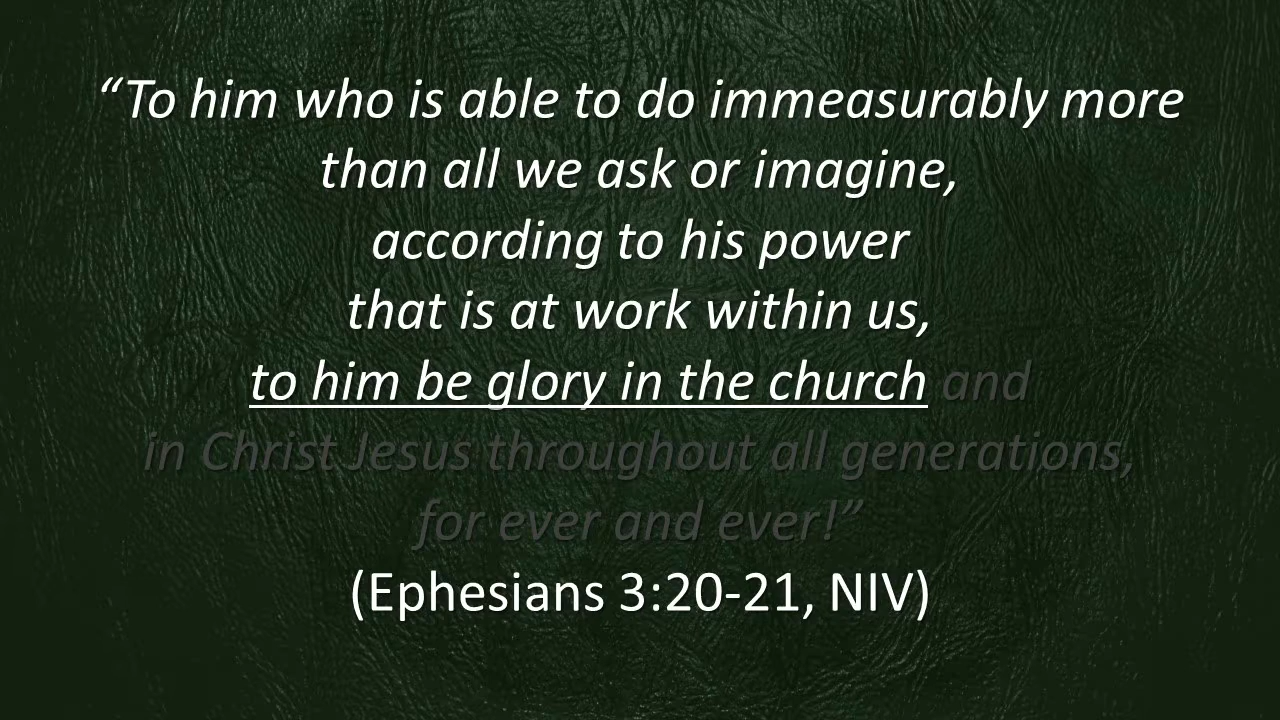 “To him who is able to do immeasurably more
than all we ask or imagine,
according to his power
that is at work within us,
to him be glory in the church and
in Christ Jesus throughout all generations,
for ever and ever!”
(Ephesians 3:20-21, NIV)